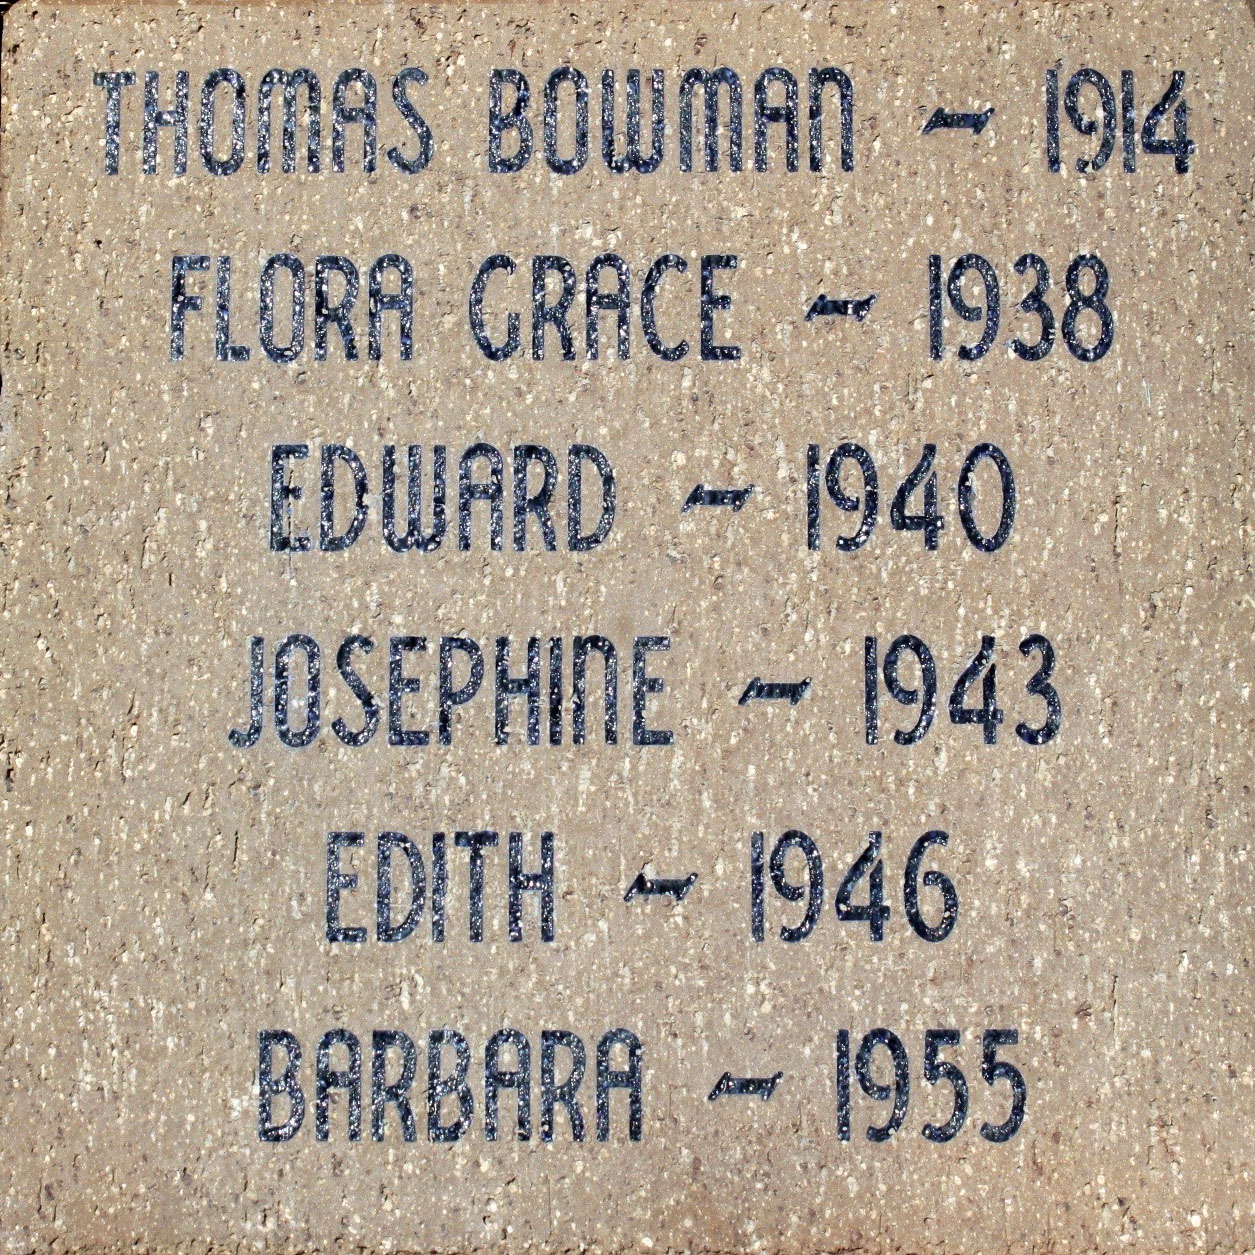 THOMAS BOWMAN ~ 1914
FLORA GRACE ~ 1938
EDWARD ~ 1940
JOSEPHINE ~ 1943
EDITH ~ 1946
BARBARA ~ 1955